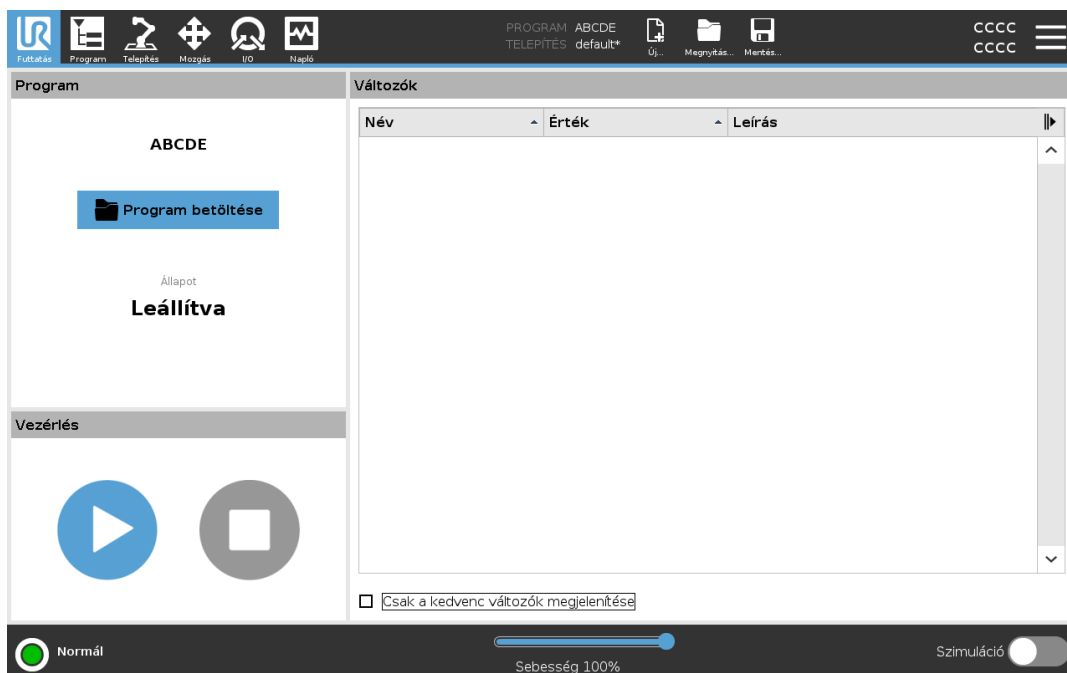 UR
Futtatás
Program
Telepítés
Mozgás
I/O
Napló
PROGRAM ABCDE
TELEPÍTÉS default*
Új...
Megnyitás...
Mentés...
CCCC
CCCC
Program
ABCDE
Program betöltése
Állapot
Leállítva
Vezérlés
Változók
Név
Érték
Leírás
Csak a kedvenc változók megjelenítése
Normál
Sebesség 100%
Szimuláció